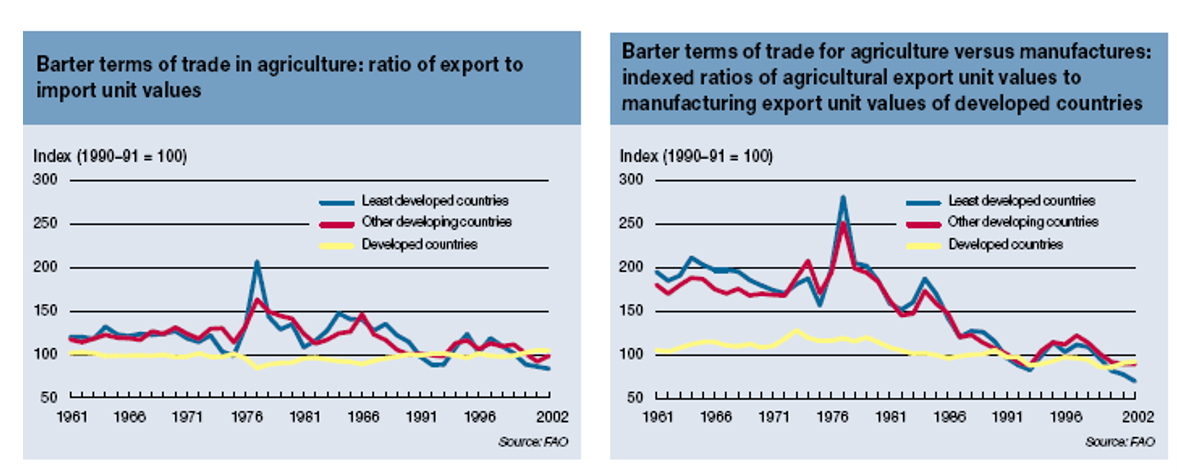 Barter terms of trade in agriculture: ratio of export to
import unit values
Index (1990–91 = 100)
300
250
200
150
100
50
Least developed countries
Other developing countries
Developed countries
1961 1966 1971 1976 1981 1986 1991 1996 2002
Source: FAO
Barter terms of trade for agriculture versus manufactures:
indexed ratios of agricultural export unit values to
manufacturing export unit values of developed countries
Index (1990–91 = 100)
300
250
200
150
100
50
Least developed countries
Other developing countries
Developed countries
1961 1966 1971 1976 1981 1986 1991 1996 2002
Source: FAO